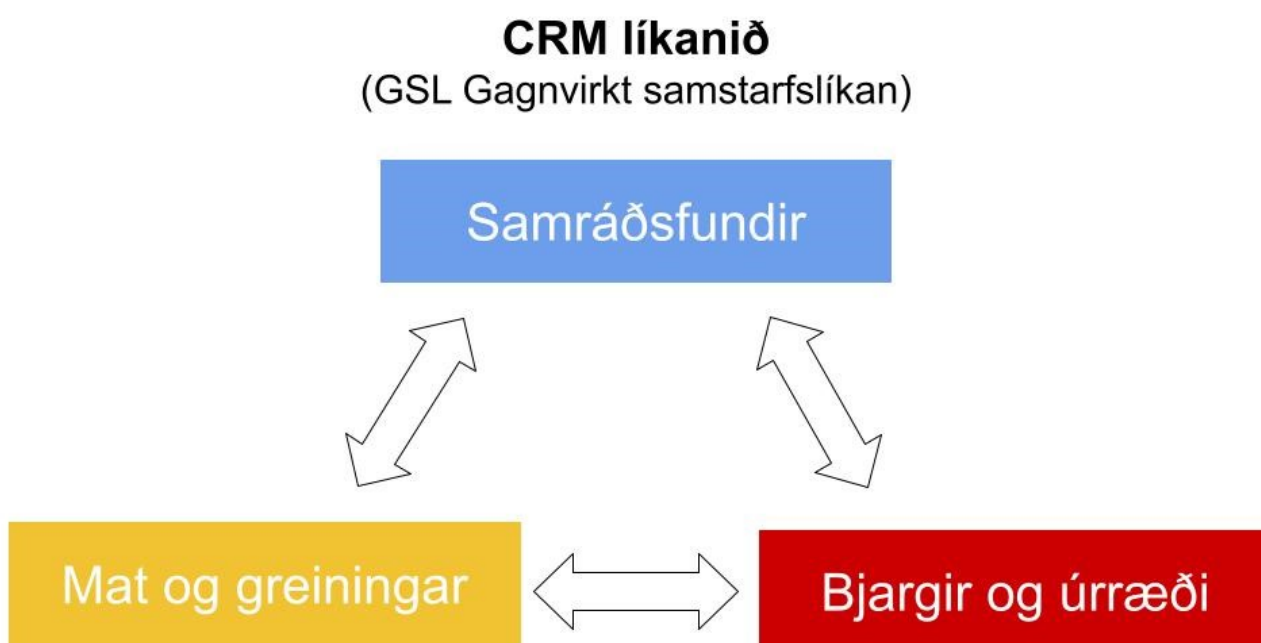 CRM líkanið
(GSL Gagnvirkt samstarfslíkan)
Samráðsfundir
Mat og greiningar
Bjargir og úrræði